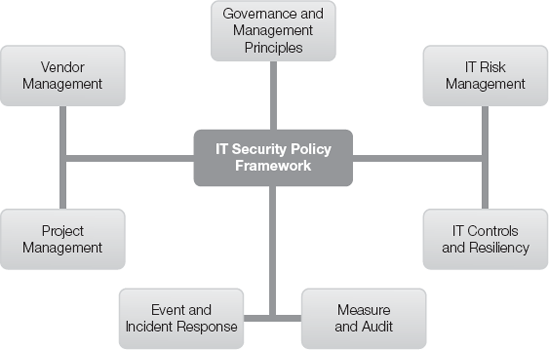 Governance and
Management
Principles
Vendor
Management
IT Risk
Management
IT Security Policy
Framework
Project
Management
IT Controls
and Resiliency
Event and
Incident Response
Measure
and Audit